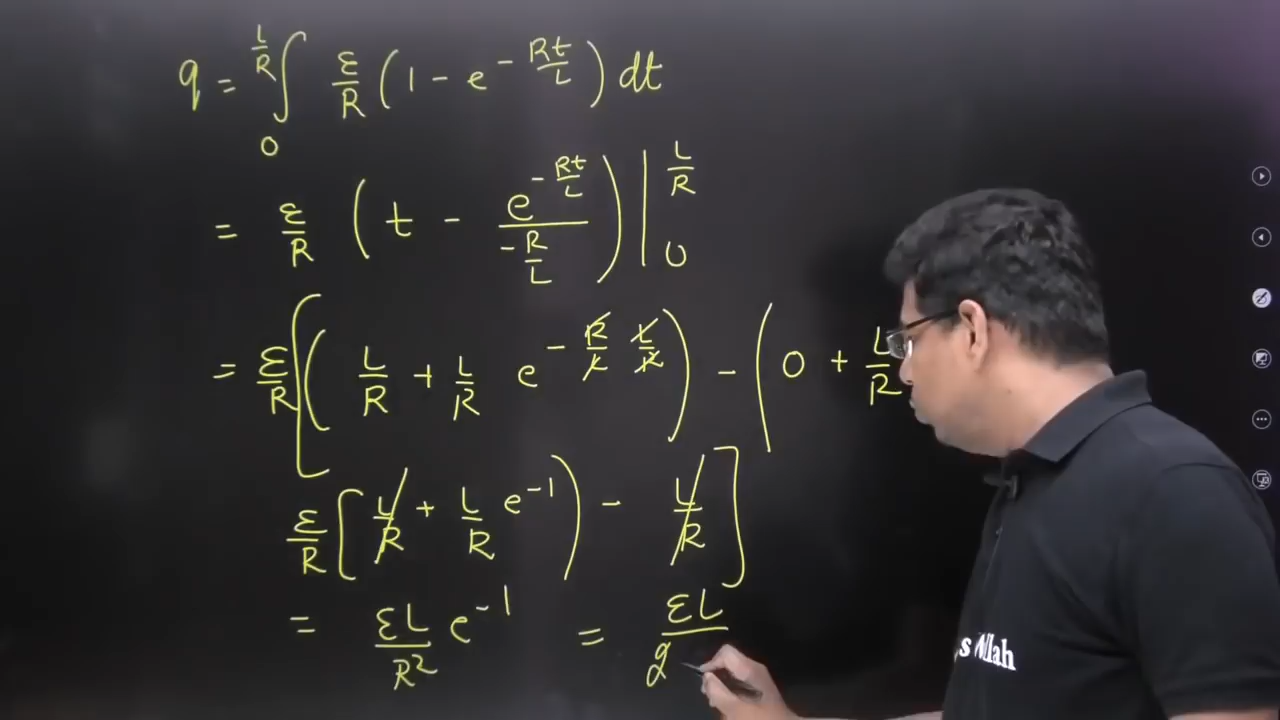 q = ∫₀^(L/R) ε/R (1 - e^(-Rt/L)) dt
= ε/R (t - e^(-Rt/L)/(-R/L)) |₀^(L/R)
= ε/R [( L/R + L/R e^(-R/L L/R) ) - ( 0 + L/R
ε/R [ L/R + L/R e^(-1) ) - L/R ]
= εL/R² e^(-1) = εL